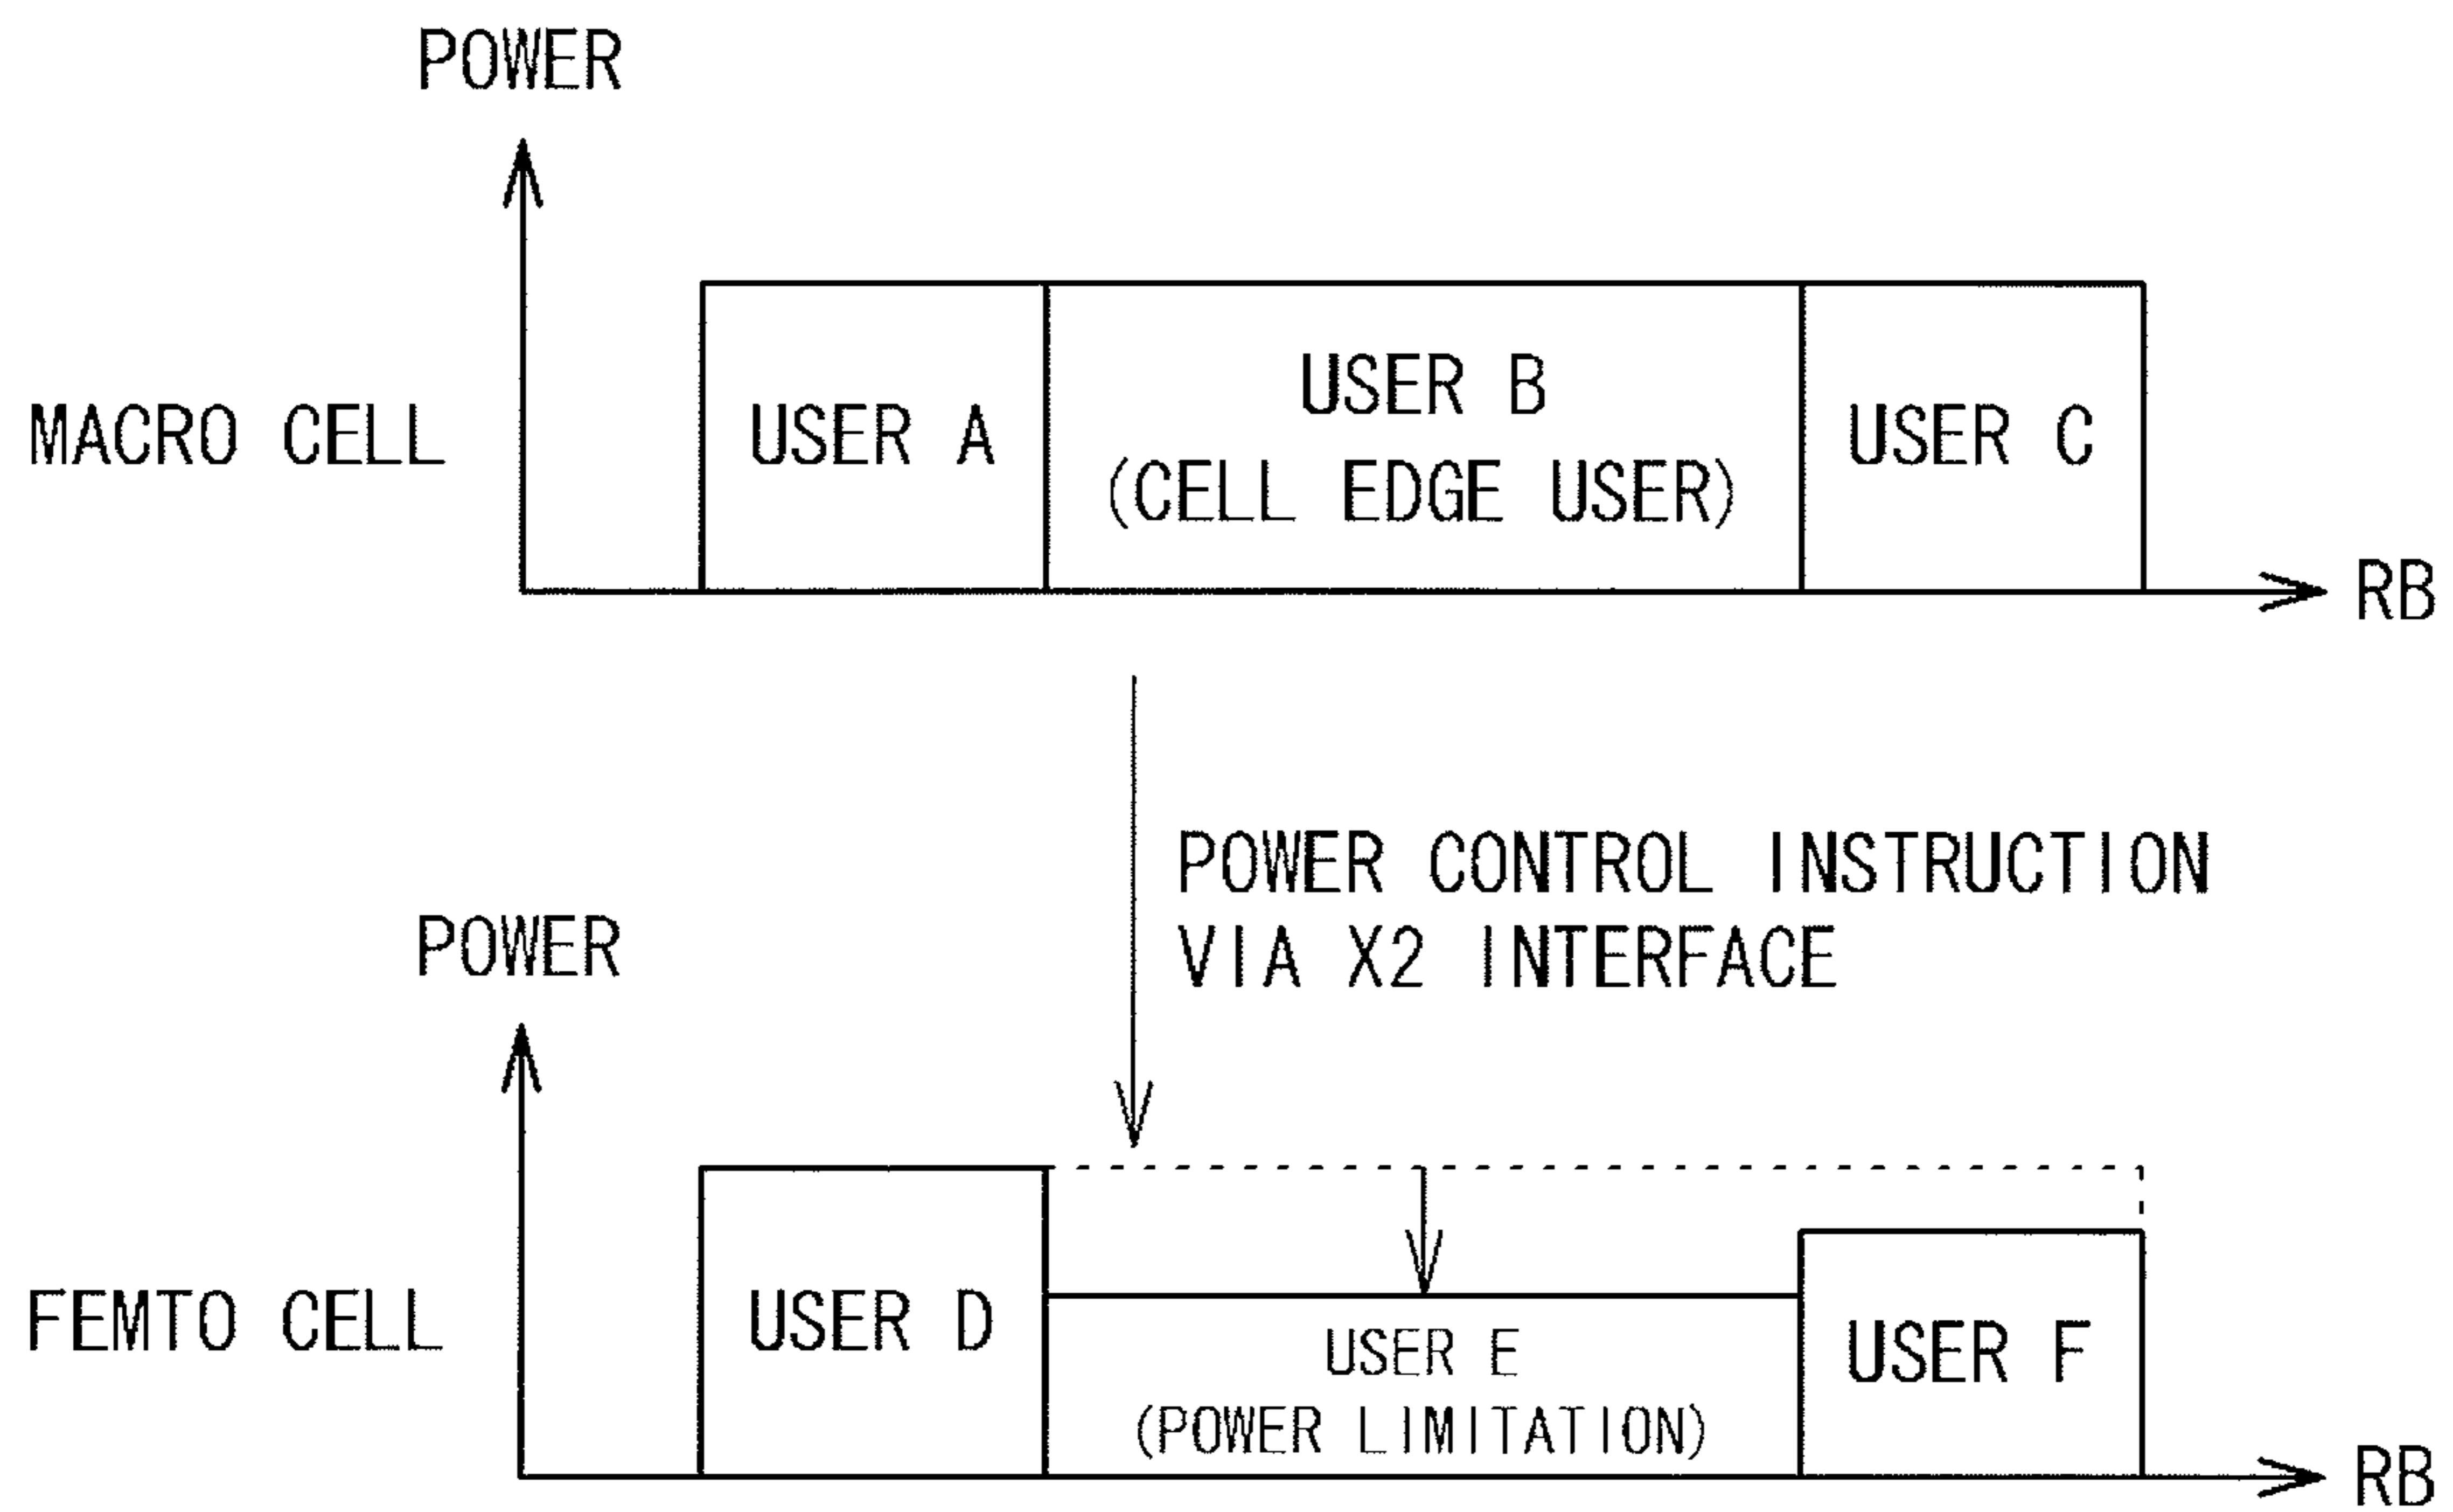 POWER
MACRO CELL
USER A
USER B
(CELL EDGE USER)
USER C
RB
POWER CONTROL INSTRUCTION
VIA X2 INTERFACE
POWER
FEMTO CELL
USER D
USER E
(POWER LIMITATION)
USER F
RB